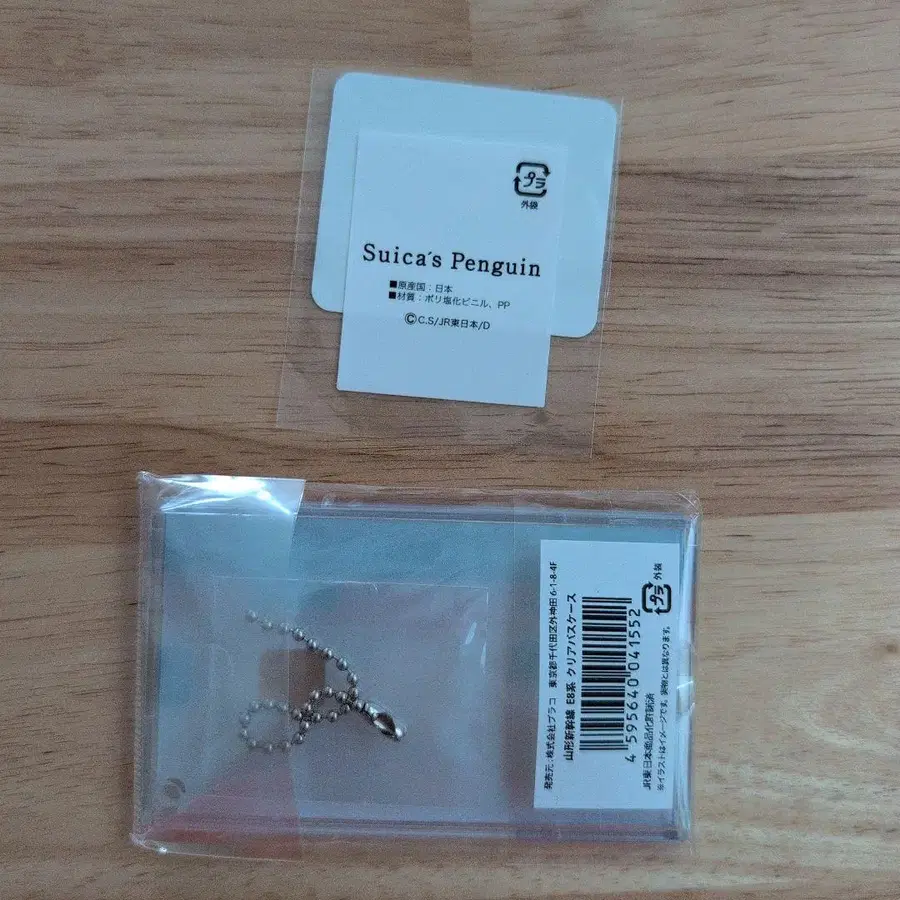 プラ
外袋
Suica's Penguin
■原産国：日本
■材質：ポリ塩化ビニル、PP
©C.S/JR東日本/D
発売元：株式会社プラコ 東京都千代田区外神田6-1-8-4F
山形新幹線 E8系 クリアパスケース
4 595640 041552
JR東日本商品化許諾済
※イラストはイメージです。実物とは異なります。
プラ
外袋